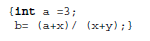 {int a =3;
b= (a+x)/ (x+y);}